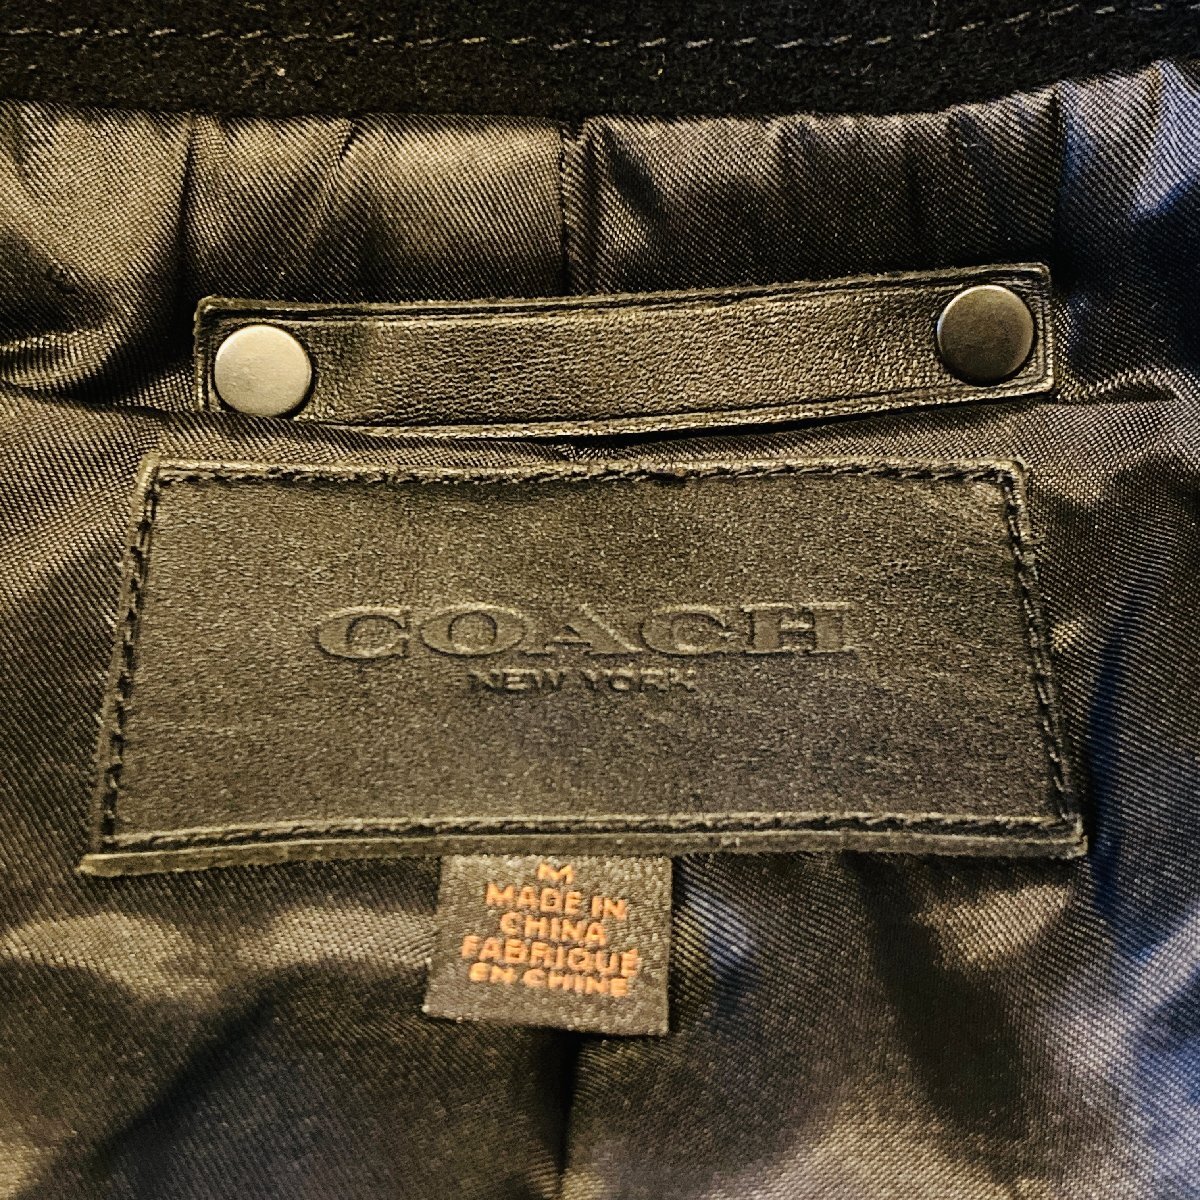 COACH
NEW YORK
M
MADE IN
CHINA
FABRIQUÉ
EN CHINE